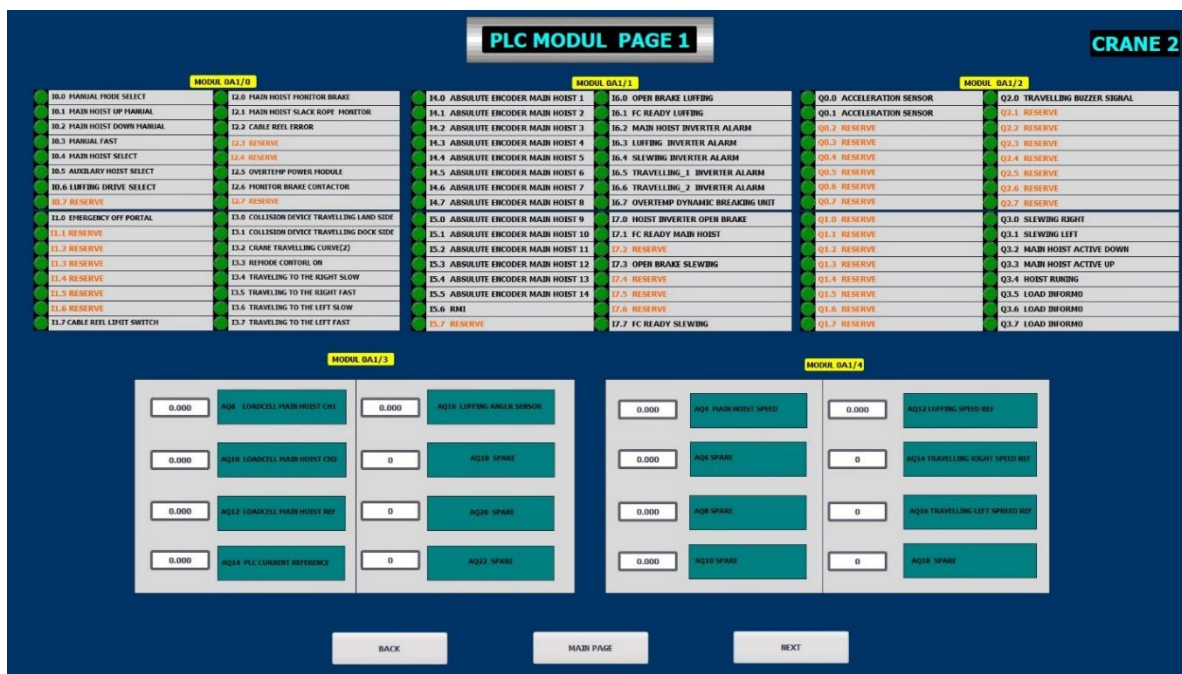 PLC MODUL PAGE 1
CRANE 2
MODUL 0A1/0
I0.0 MANUAL MODE SELECT
I0.1 MAIN HOIST UP MANUAL
I0.2 MAIN HOIST DOWN MANUAL
I0.3 MANUAL FAST
I0.4 MAIN HOIST SELECT
I0.5 AUXILARY HOIST SELECT
I0.6 LUFFING DRIVE SELECT
I0.7 RESERVE
I1.0 EMERGENCY OFF PORTAL
I1.1 RESERVE
I1.2 RESERVE
I1.3 RESERVE
I1.4 RESERVE
I1.5 RESERVE
I1.6 RESERVE
I1.7 CABLE REEL LIMIT SWITCH
I2.0 MAIN HOIST MONITOR BRAKE
I2.1 MAIN HOIST SLACK ROPE MONITOR
I2.2 CABLE REEL ERROR
I2.3 RESERVE
I2.4 RESERVE
I2.5 OVERTEMP POWER MODULE
I2.6 MONITOR BRAKE CONTACTOR
I2.7 RESERVE
I3.0 COLLISION DEVICE TRAVELLING LAND SIDE
I3.1 COLLISION DEVICE TRAVELLING DOCK SIDE
I3.2 CRANE TRAVELLING CURVE(2)
I3.3 REMODE CONTORL ON
I3.4 TRAVELING TO THE RIGHT SLOW
I3.5 TRAVELING TO THE RIGHT FAST
I3.6 TRAVELING TO THE LEFT SLOW
I3.7 TRAVELING TO THE LEFT FAST
MODUL 0A1/1
I4.0 ABSULUTE ENCODER MAIN HOIST 1
I4.1 ABSULUTE ENCODER MAIN HOIST 2
I4.2 ABSULUTE ENCODER MAIN HOIST 3
I4.3 ABSULUTE ENCODER MAIN HOIST 4
I4.4 ABSULUTE ENCODER MAIN HOIST 5
I4.5 ABSULUTE ENCODER MAIN HOIST 6
I4.6 ABSULUTE ENCODER MAIN HOIST 7
I4.7 ABSULUTE ENCODER MAIN HOIST 8
I5.0 ABSULUTE ENCODER MAIN HOIST 9
I5.1 ABSULUTE ENCODER MAIN HOIST 10
I5.2 ABSULUTE ENCODER MAIN HOIST 11
I5.3 ABSULUTE ENCODER MAIN HOIST 12
I5.4 ABSULUTE ENCODER MAIN HOIST 13
I5.5 ABSULUTE ENCODER MAIN HOIST 14
I5.6 RMI
I5.7 RESERVE
I6.0 OPEN BRAKE LUFFING
I6.1 FC READY LUFFING
I6.2 MAIN HOIST INVERTER ALARM
I6.3 LUFFING INVERTER ALARM
I6.4 SLEWING INVERTER ALARM
I6.5 TRAVELLING_1 INVERTER ALARM
I6.6 TRAVELLING_2 INVERTER ALARM
I6.7 OVERTEMP DYNAMIC BREAKING UNIT
I7.0 HOIST INVERTER OPEN BRAKE
I7.1 FC READY MAIN HOIST
I7.2 RESERVE
I7.3 OPEN BRAKE SLEWING
I7.4 RESERVE
I7.5 RESERVE
I7.6 RESERVE
I7.7 FC READY SLEWING
MODUL 0A1/2
Q0.0 ACCELERATION SENSOR
Q0.1 ACCELERATION SENSOR
Q0.2 RESERVE
Q0.3 RESERVE
Q0.4 RESERVE
Q0.5 RESERVE
Q0.6 RESERVE
Q0.7 RESERVE
Q1.0 RESERVE
Q1.1 RESERVE
Q1.2 RESERVE
Q1.3 RESERVE
Q1.4 RESERVE
Q1.5 RESERVE
Q1.6 RESERVE
Q1.7 RESERVE
Q2.0 TRAVELLING BUZZER SIGNAL
Q2.1 RESERVE
Q2.2 RESERVE
Q2.3 RESERVE
Q2.4 RESERVE
Q2.5 RESERVE
Q2.6 RESERVE
Q2.7 RESERVE
Q3.0 SLEWING RIGHT
Q3.1 SLEWING LEFT
Q3.2 MAIN HOIST ACTIVE DOWN
Q3.3 MAIN HOIST ACTIVE UP
Q3.4 HOIST RUNING
Q3.5 LOAD INFORM0
Q3.6 LOAD INFORM0
Q3.7 LOAD INFORM0
MODUL 0A1/3
0.000 AQ8 LOADCELL MAIN HOIST CH1
0.000 AQ10 LOADCELL MAIN HOIST CH2
0.000 AQ12 LOADCELL MAIN HOIST REF
0.000 AQ14 PLC CURRENT REFERENCE
0.000 AQ16 LUFFING ANGLR SENSOR
0 AQ18 SPARE
0 AQ20 SPARE
0 AQ22 SPARE
MODUL 0A1/4
0.000 AQ4 MAIN HOIST SPEED
0.000 AQ6 SPARE
0.000 AQ8 SPARE
0.000 AQ10 SPARE
0.000 AQ12 LUFFING SPEED REF
0 AQ14 TRAVELLING RIGHT SPEED REF
0 AQ16 TRAVELLING LEFT SPREED REF
0 AQ18 SPARE
BACK
MAIN PAGE
NEXT